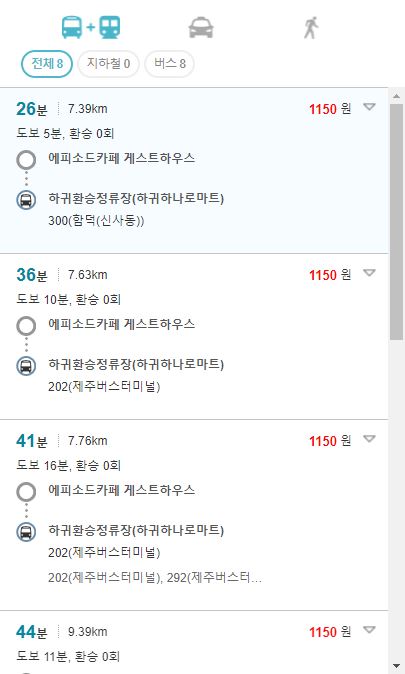 전체 8 지하철 0 버스 8
26분 7.39km 1150 원
도보 5분, 환승 0회
에피소드카페 게스트하우스
하귀환승정류장(하귀하나로마트)
300(함덕(신사동))
36분 7.63km 1150 원
도보 10분, 환승 0회
에피소드카페 게스트하우스
하귀환승정류장(하귀하나로마트)
202(제주버스터미널)
41분 7.76km 1150 원
도보 16분, 환승 0회
에피소드카페 게스트하우스
하귀환승정류장(하귀하나로마트)
202(제주버스터미널)
202(제주버스터미널), 292(제주버스터...
44분 9.39km 1150 원
도보 11분, 환승 0회